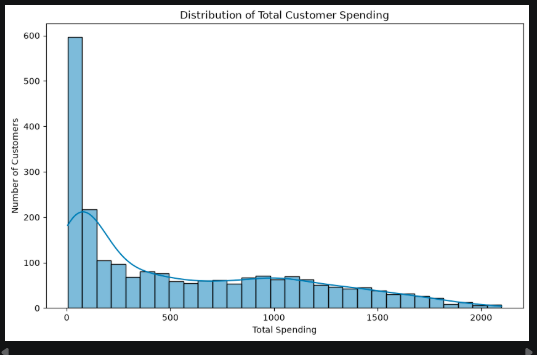 Distribution of Total Customer Spending
600
500
400
300
200
100
0
Number of Customers
0 500 1000 1500 2000
Total Spending